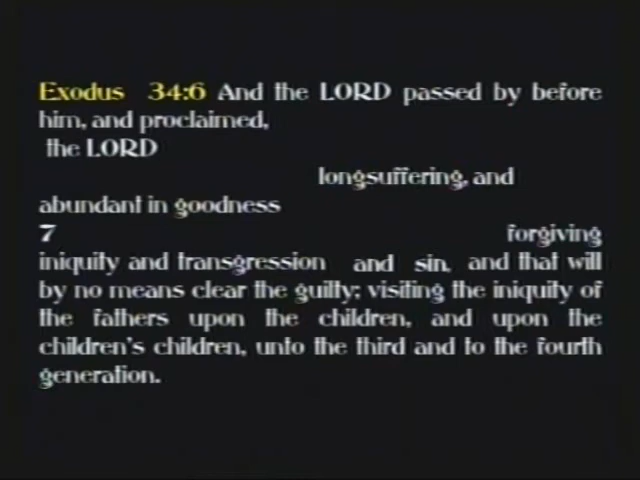 Exodus 34:6 And the LORD passed by before
him, and proclaimed,
the LORD
longsuffering, and
abundant in goodness
7 forgiving
iniquity and transgression and sin, and that will
by no means clear the guilty; visiting the iniquity of
the fathers upon the children, and upon the
children's children, unto the third and to the fourth
generation.